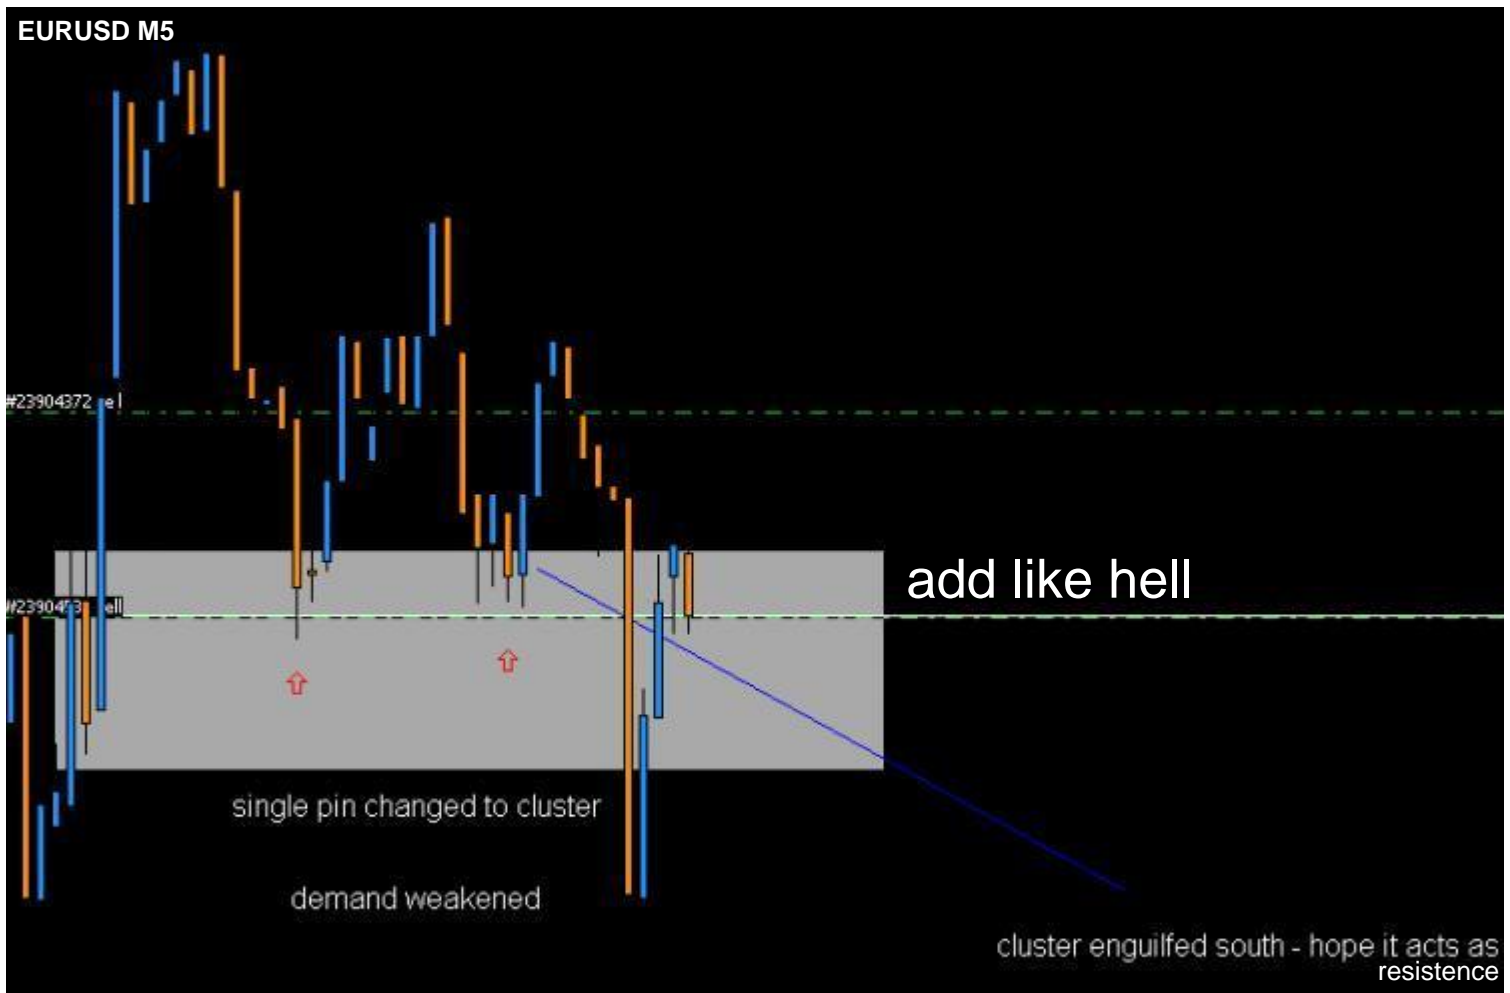 EURUSD M5
#23904372
add like hell
single pin changed to cluster
demand weakened
cluster enguilfed south - hope it acts as
resistence